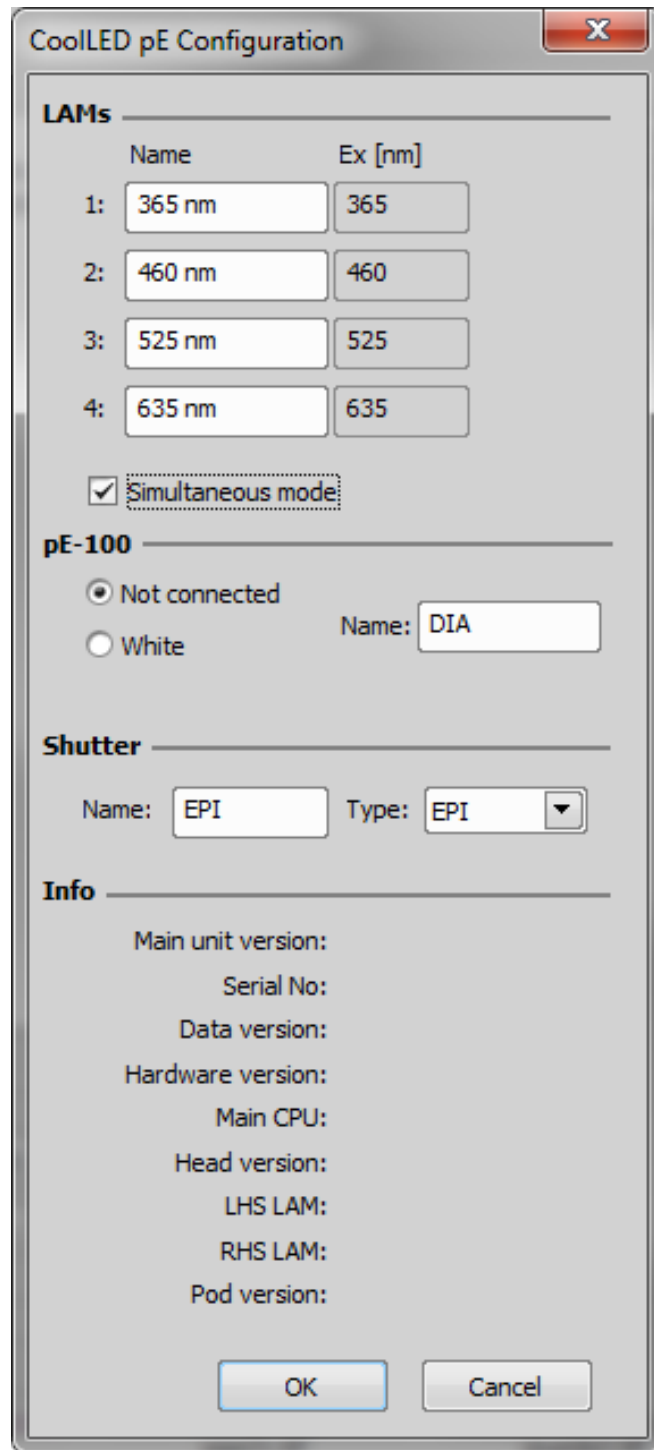 CoolLED pE Configuration
LAMs
Name Ex [nm]
1: 365 nm 365
2: 460 nm 460
3: 525 nm 525
4: 635 nm 635
Simultaneous mode
pE-100
Not connected
Name: DIA
White
Shutter
Name: EPI Type: EPI
Info
Main unit version:
Serial No:
Data version:
Hardware version:
Main CPU:
Head version:
LHS LAM:
RHS LAM:
Pod version:
OK Cancel